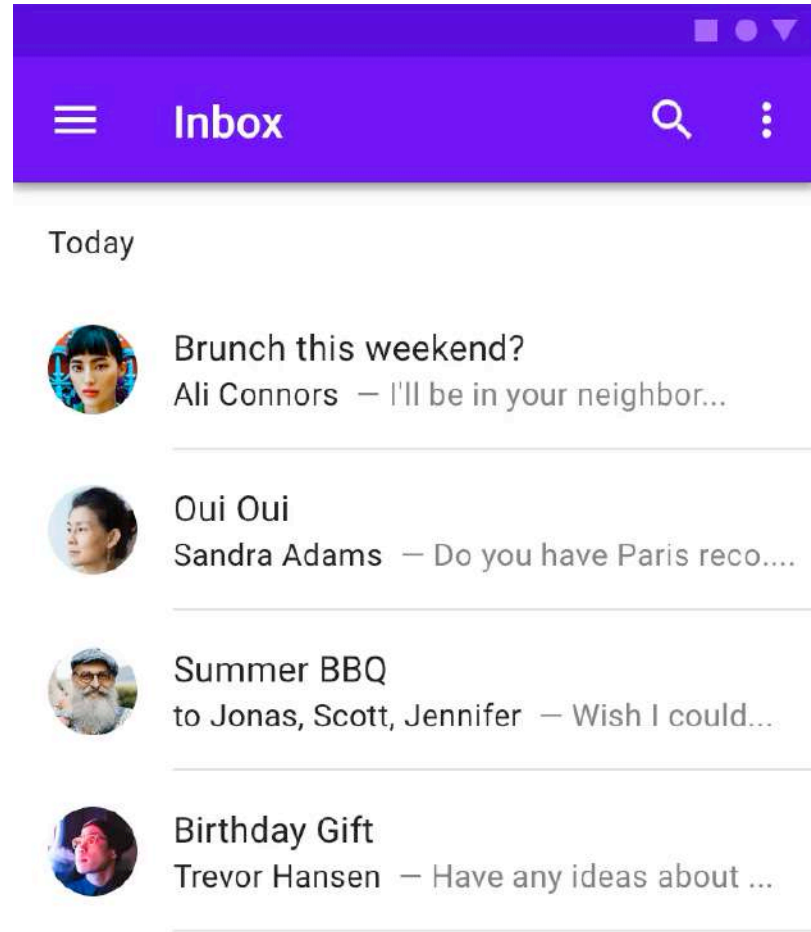 Inbox
Today
Brunch this weekend?
Ali Connors — I'll be in your neighbor...
Oui Oui
Sandra Adams — Do you have Paris reco....
Summer BBQ
to Jonas, Scott, Jennifer — Wish I could...
Birthday Gift
Trevor Hansen — Have any ideas about ...